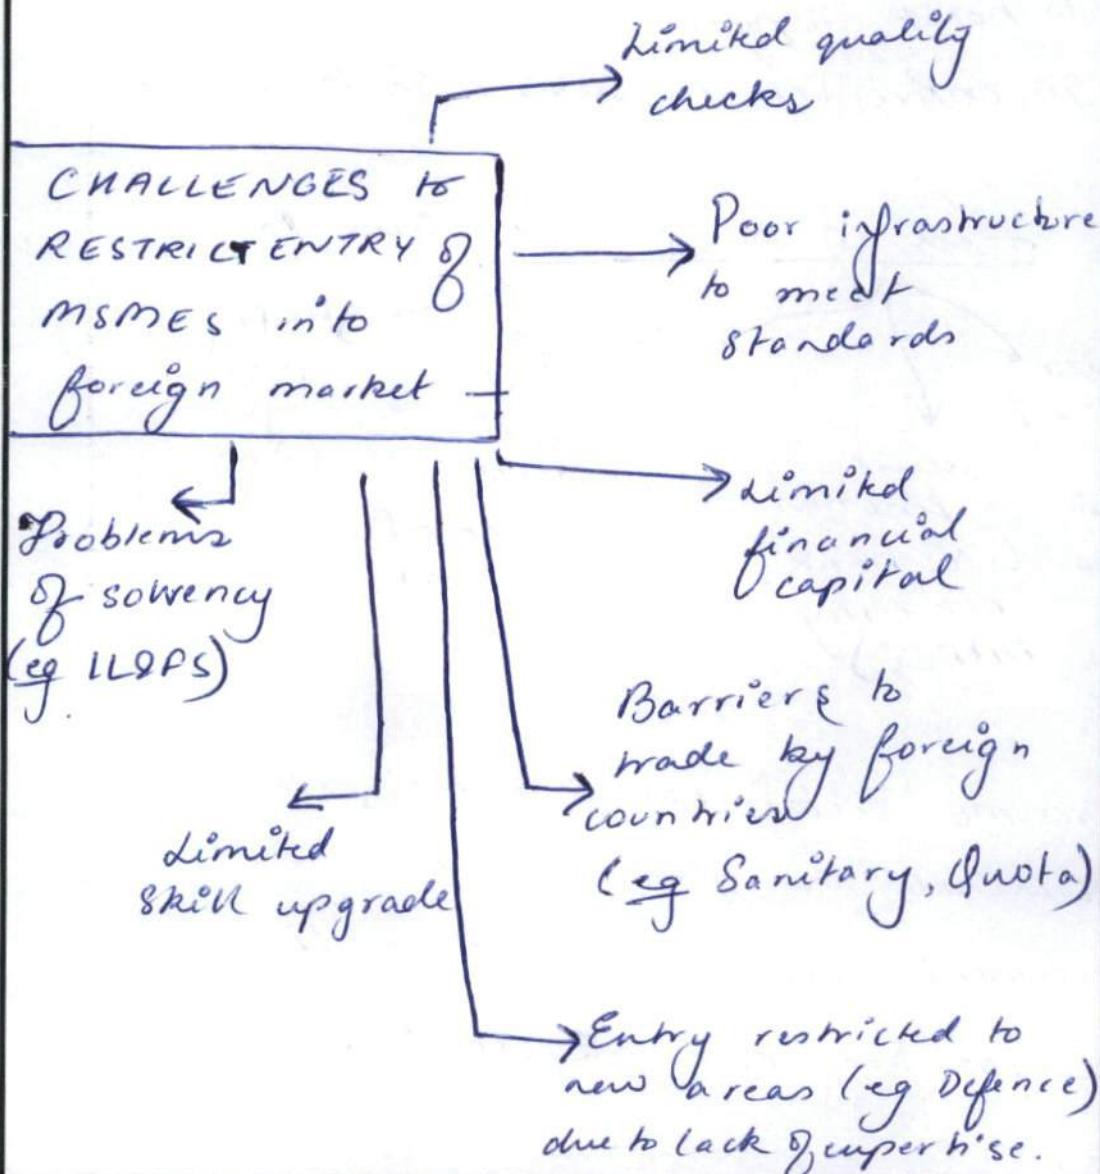 CHALLENGES to
RESTRICT ENTRY of
MSMES into
foreign market
Limited quality
checks
Poor infrastructure
to meet
standards
Limited
financial
capital
Barriers to
trade by foreign
countries
(eg Sanitary, Quota)
Entry restricted to
new areas (eg Defence)
due to lack of expertise.
Limited
skill upgrade
Problems
of solvency
(eg IL&FS)